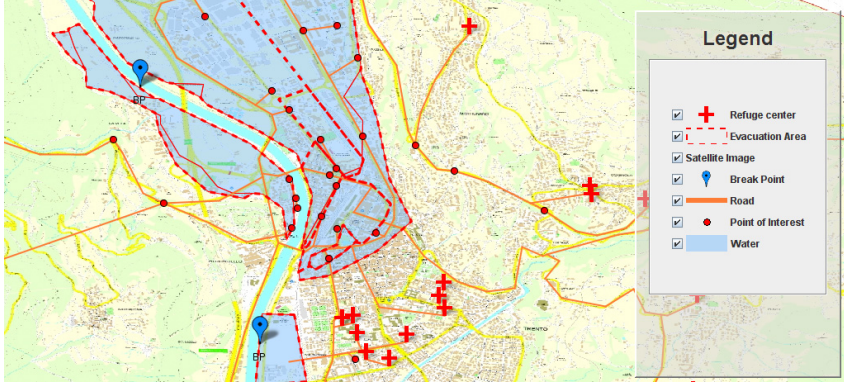 Legend
Refuge center
Evacuation Area
Satellite Image
Break Point
Road
Point of Interest
Water
BP
TRENTO
BP